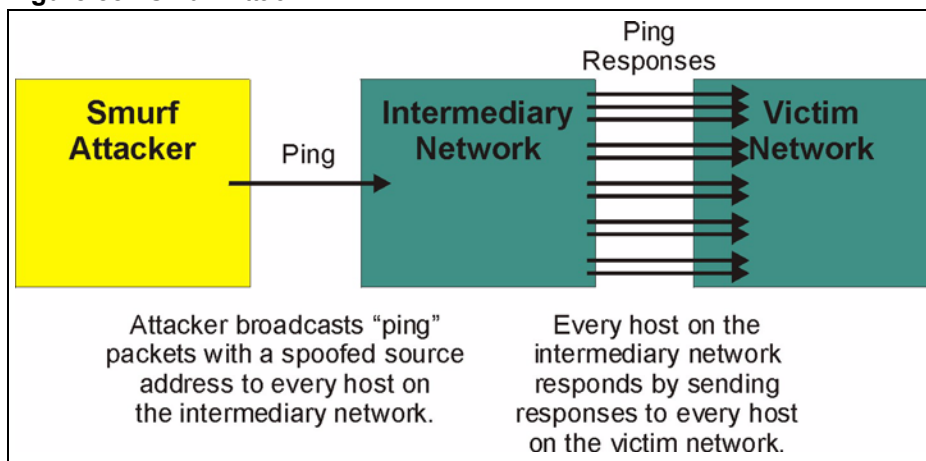 Smurf
Attacker
Ping
Intermediary
Network
Ping
Responses
Victim
Network
Attacker broadcasts “ping”
packets with a spoofed source
address to every host on
the intermediary network.
Every host on the
intermediary network
responds by sending
responses to every host
on the victim network.